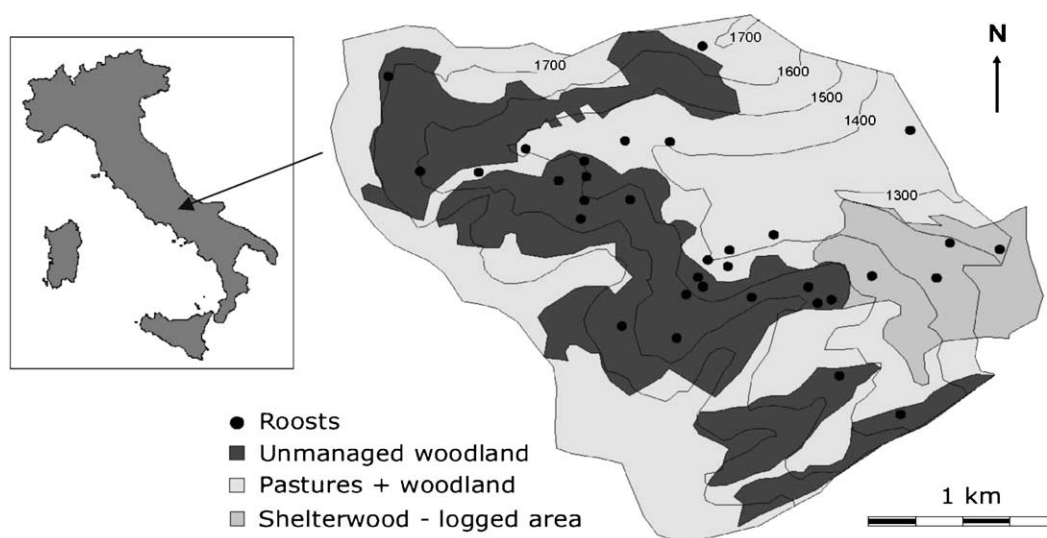 1700
N
1700
1600
1500
1400
1300
Roosts
Unmanaged woodland
Pastures + woodland
Shelterwood - logged area
1 km